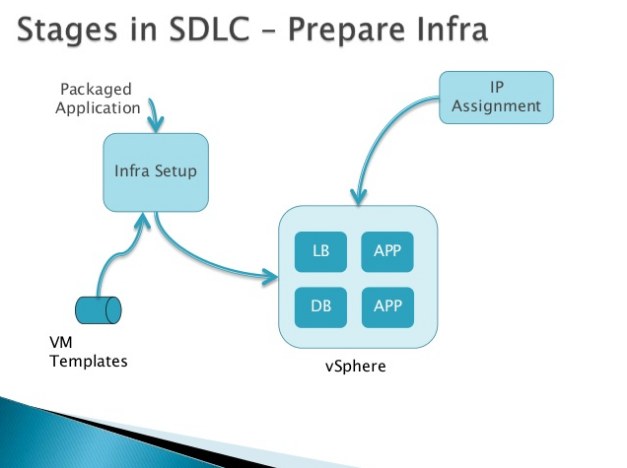 Stages in SDLC – Prepare Infra
Packaged
Application
IP
Assignment
Infra Setup
LB
APP
DB
APP
VM
Templates
vSphere